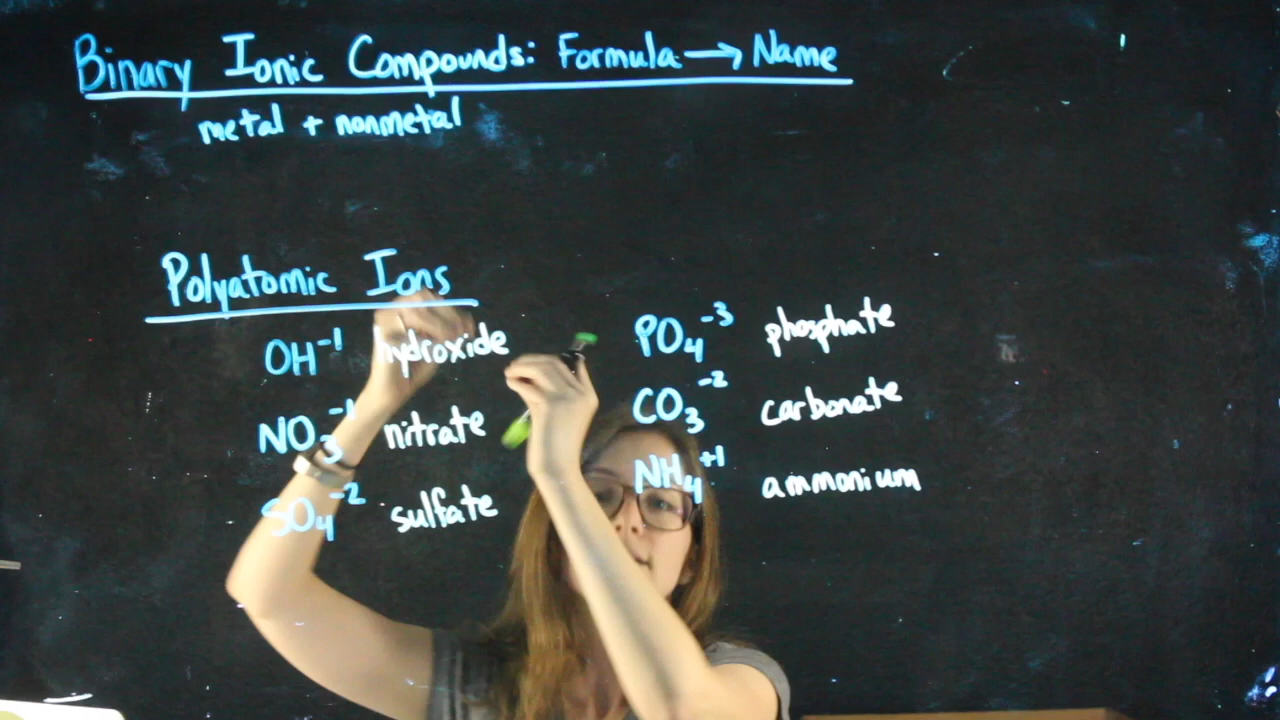 Binary Ionic Compounds: Formula → Name
metal + nonmetal
Polyatomic Ions
OH⁻¹ hydroxide
NO₃⁻¹ nitrate
SO₄⁻² sulfate
PO₄⁻³ phosphate
CO₃⁻² carbonate
NH₄⁺¹ ammonium